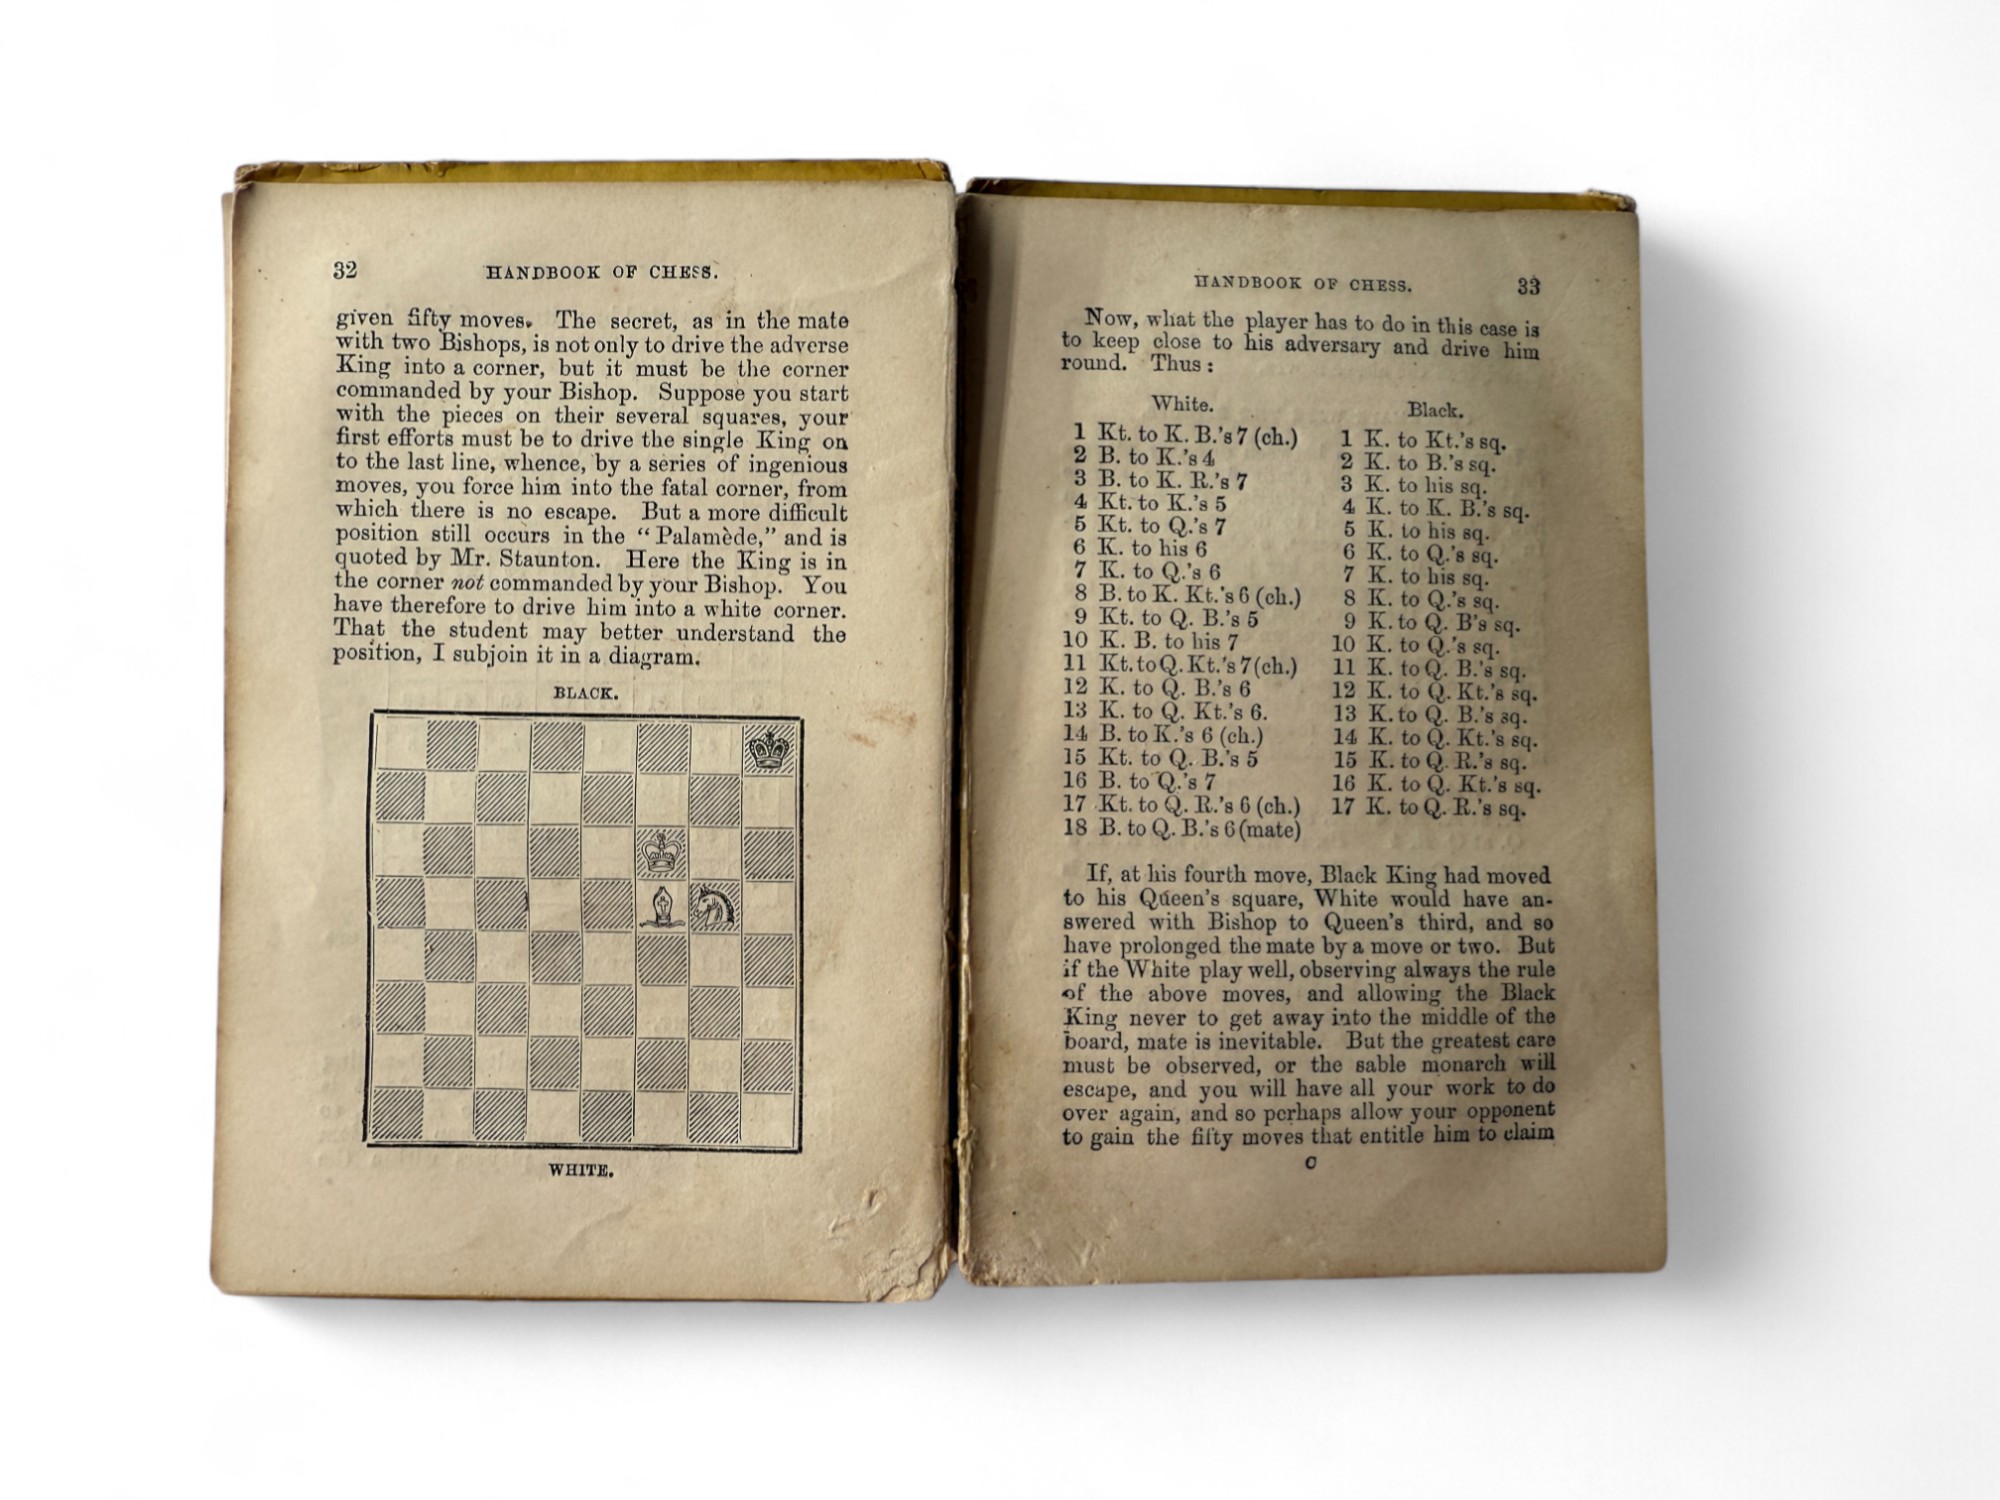 32 HANDBOOK OF CHESS.
given fifty moves. The secret, as in the mate
with two Bishops, is not only to drive the adverse
King into a corner, but it must be the corner
commanded by your Bishop. Suppose you start
with the pieces on their several squares, your
first efforts must be to drive the single King on
to the last line, whence, by a series of ingenious
moves, you force him into the fatal corner, from
which there is no escape. But a more difficult
position still occurs in the “Palamède,” and is
quoted by Mr. Staunton. Here the King is in
the corner not commanded by your Bishop. You
have therefore to drive him into a white corner.
That the student may better understand the
position, I subjoin it in a diagram.
BLACK.
WHITE.
HANDBOOK OF CHESS. 33
Now, what the player has to do in this case is
to keep close to his adversary and drive him
round. Thus:
White. Black.
1 Kt. to K. B.'s 7 (ch.) 1 K. to Kt.'s sq.
2 B. to K.'s 4 2 K. to B.'s sq.
3 B. to K. R.'s 7 3 K. to his sq.
4 Kt. to K.'s 5 4 K. to K. B.'s sq.
5 Kt. to Q.'s 7 5 K. to his sq.
6 K. to his 6 6 K. to Q.'s sq.
7 K. to Q.'s 6 7 K. to his sq.
8 B. to K. Kt.'s 6 (ch.) 8 K. to Q.'s sq.
9 Kt. to Q. B.'s 5 9 K. to Q. B's sq.
10 K. B. to his 7 10 K. to Q.'s sq.
11 Kt. to Q. Kt.'s 7 (ch.) 11 K. to Q. B.'s sq.
12 K. to Q. B.'s 6 12 K. to Q. Kt.'s sq.
13 K. to Q. Kt.'s 6. 13 K. to Q. B.'s sq.
14 B. to K.'s 6 (ch.) 14 K. to Q. Kt.'s sq.
15 Kt. to Q. B.'s 5 15 K. to Q. R.'s sq.
16 B. to Q.'s 7 16 K. to Q. Kt.'s sq.
17 Kt. to Q. R.'s 6 (ch.) 17 K. to Q. R.'s sq.
18 B. to Q. B.'s 6 (mate)
If, at his fourth move, Black King had moved
to his Queen's square, White would have an-
swered with Bishop to Queen's third, and so
have prolonged the mate by a move or two. But
if the White play well, observing always the rule
of the above moves, and allowing the Black
King never to get away into the middle of the
board, mate is inevitable. But the greatest care
must be observed, or the sable monarch will
escape, and you will have all your work to do
over again, and so perhaps allow your opponent
to gain the fifty moves that entitle him to claim
C